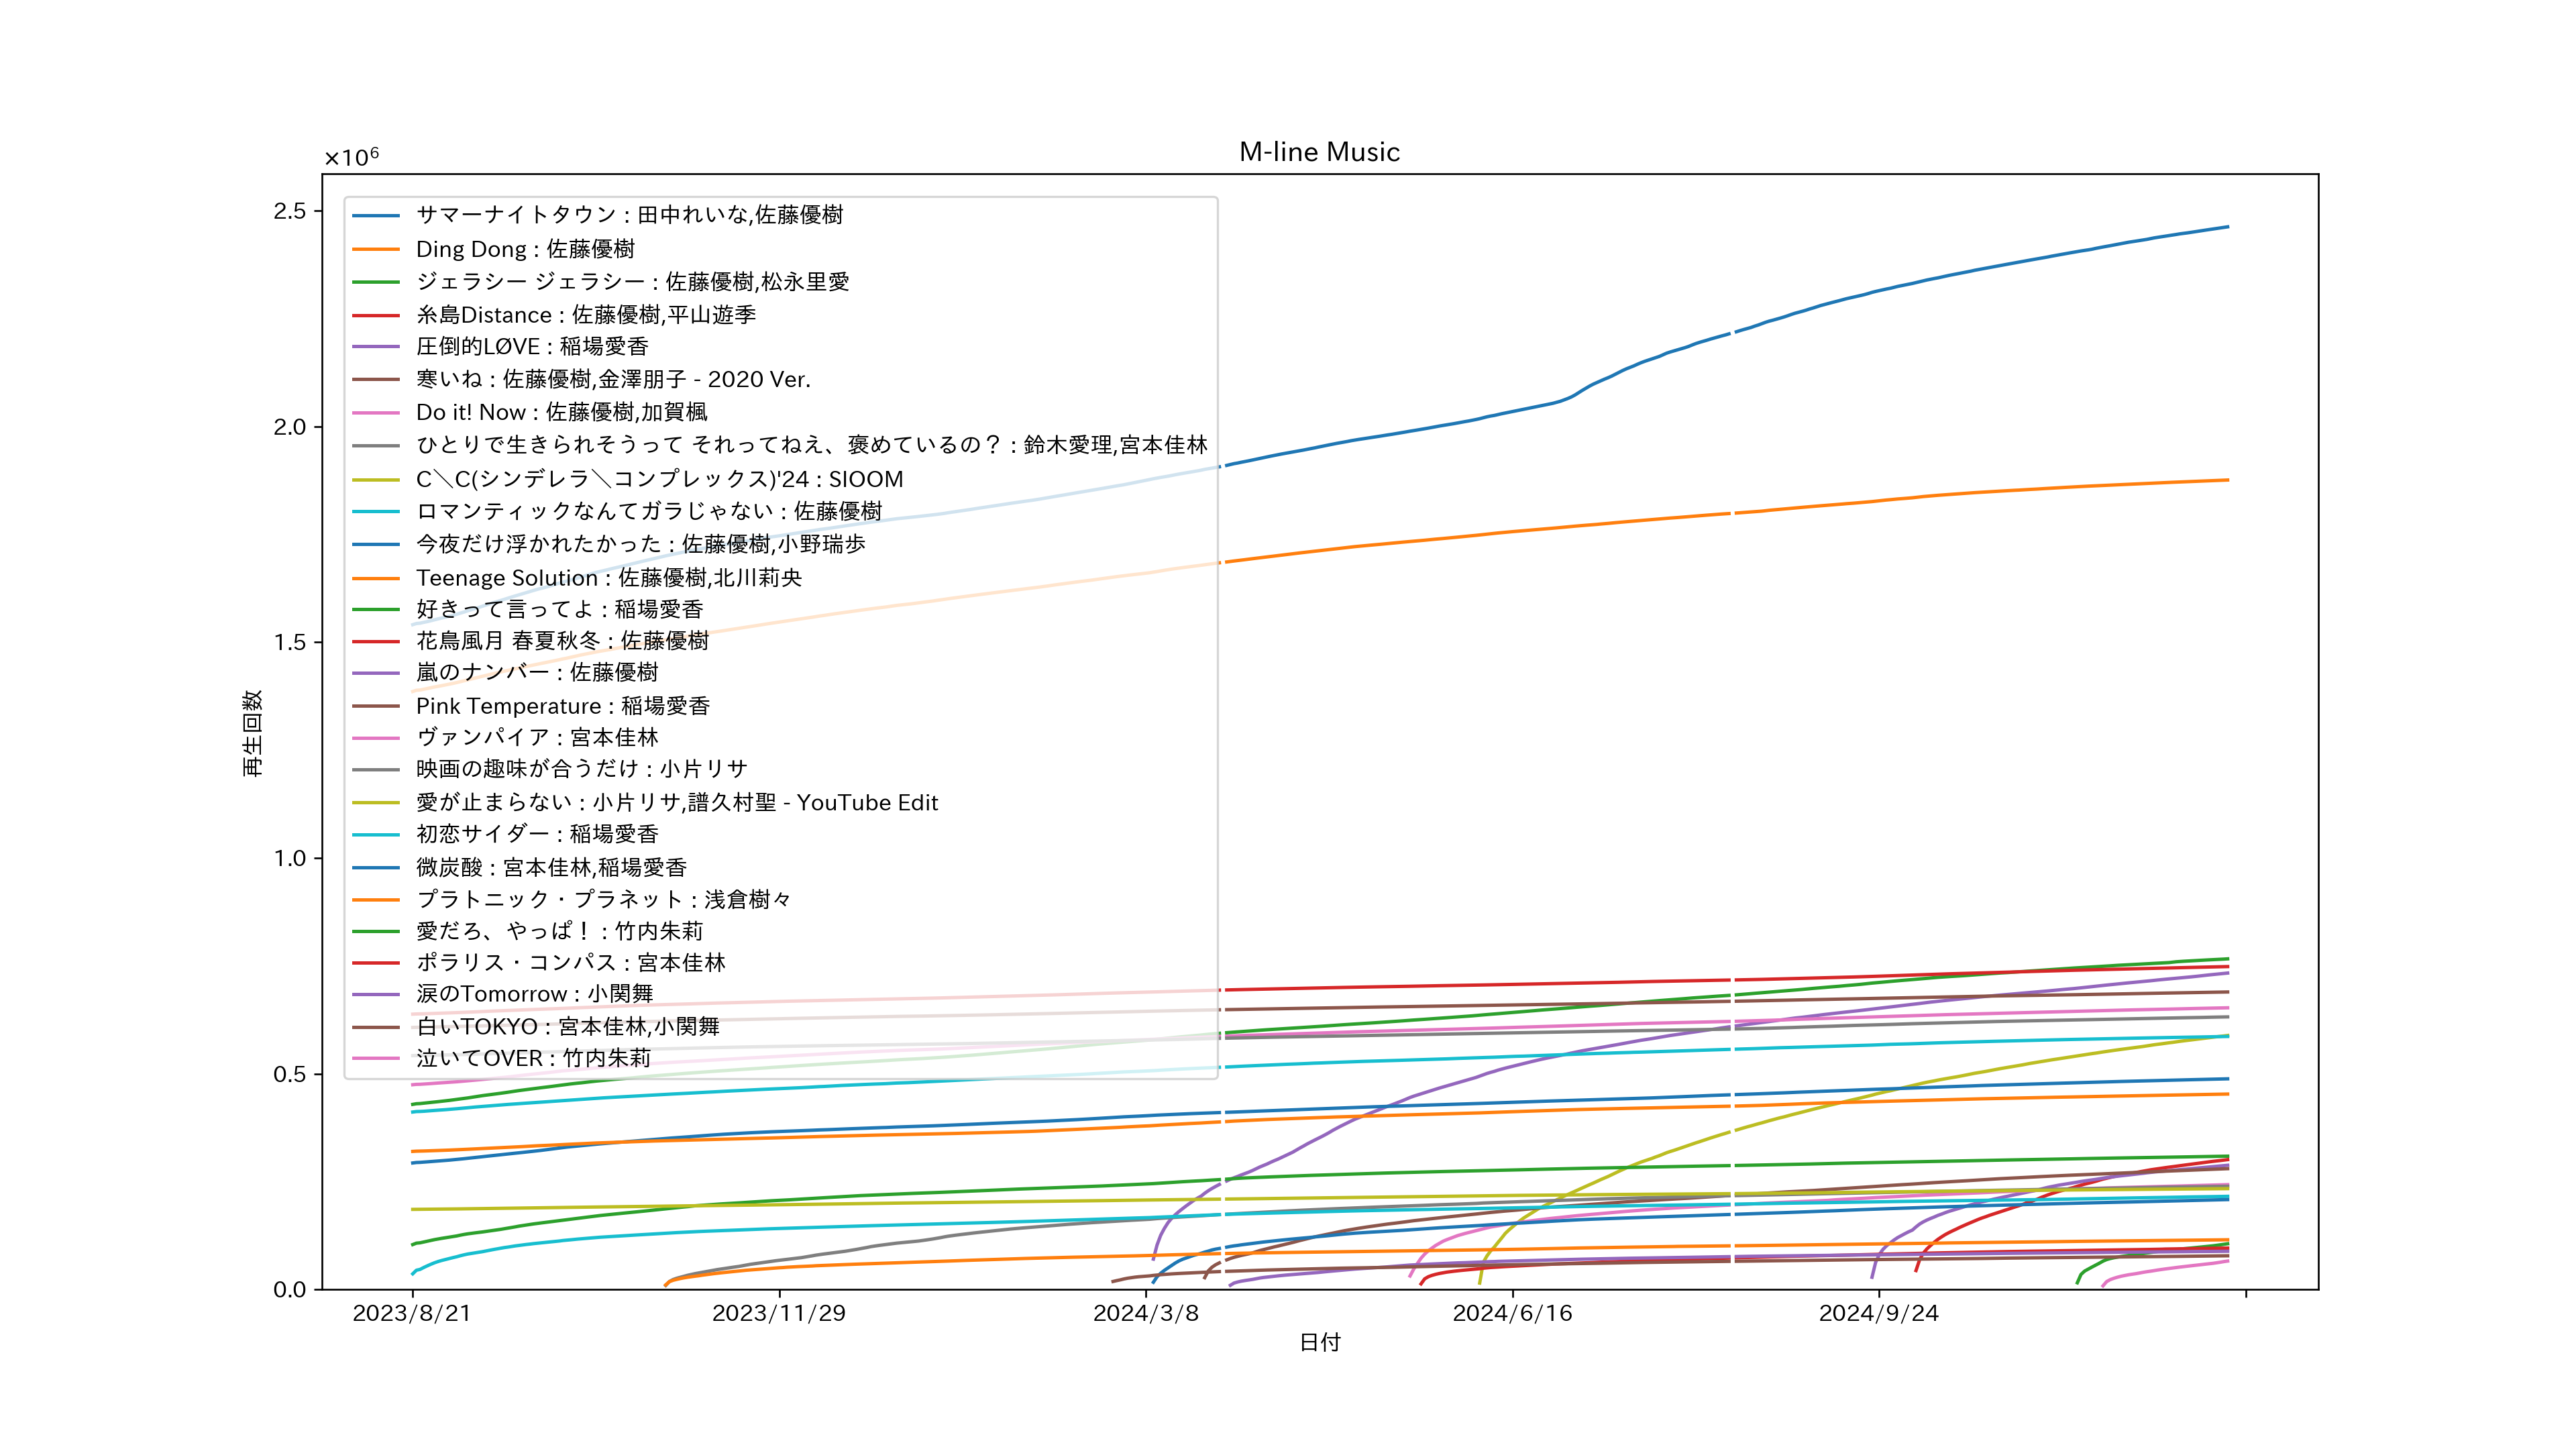 M-line Music
×10⁶
2.5
2.0
1.5
1.0
0.5
0.0
再生回数
サマーナイトタウン : 田中れいな,佐藤優樹
Ding Dong : 佐藤優樹
ジェラシー ジェラシー : 佐藤優樹,松永里愛
糸島Distance : 佐藤優樹,平山遊季
圧倒的LØVE : 稲場愛香
寒いね : 佐藤優樹,金澤朋子 - 2020 Ver.
Do it! Now : 佐藤優樹,加賀楓
ひとりで生きられそうって それってねえ、褒めているの？ : 鈴木愛理,宮本佳林
C＼C(シンデレラ＼コンプレックス)'24 : SIOOM
ロマンティックなんてガラじゃない : 佐藤優樹
今夜だけ浮かれたかった : 佐藤優樹,小野瑞歩
Teenage Solution : 佐藤優樹,北川莉央
好きって言ってよ : 稲場愛香
花鳥風月 春夏秋冬 : 佐藤優樹
嵐のナンバー : 佐藤優樹
Pink Temperature : 稲場愛香
ヴァンパイア : 宮本佳林
映画の趣味が合うだけ : 小片リサ
愛が止まらない : 小片リサ,譜久村聖 - YouTube Edit
初恋サイダー : 稲場愛香
微炭酸 : 宮本佳林,稲場愛香
プラトニック・プラネット : 浅倉樹々
愛だろ、やっぱ！ : 竹内朱莉
ポラリス・コンパス : 宮本佳林
涙のTomorrow : 小関舞
白いTOKYO : 宮本佳林,小関舞
泣いてOVER : 竹内朱莉
2023/8/21
2023/11/29
2024/3/8
2024/6/16
2024/9/24
日付